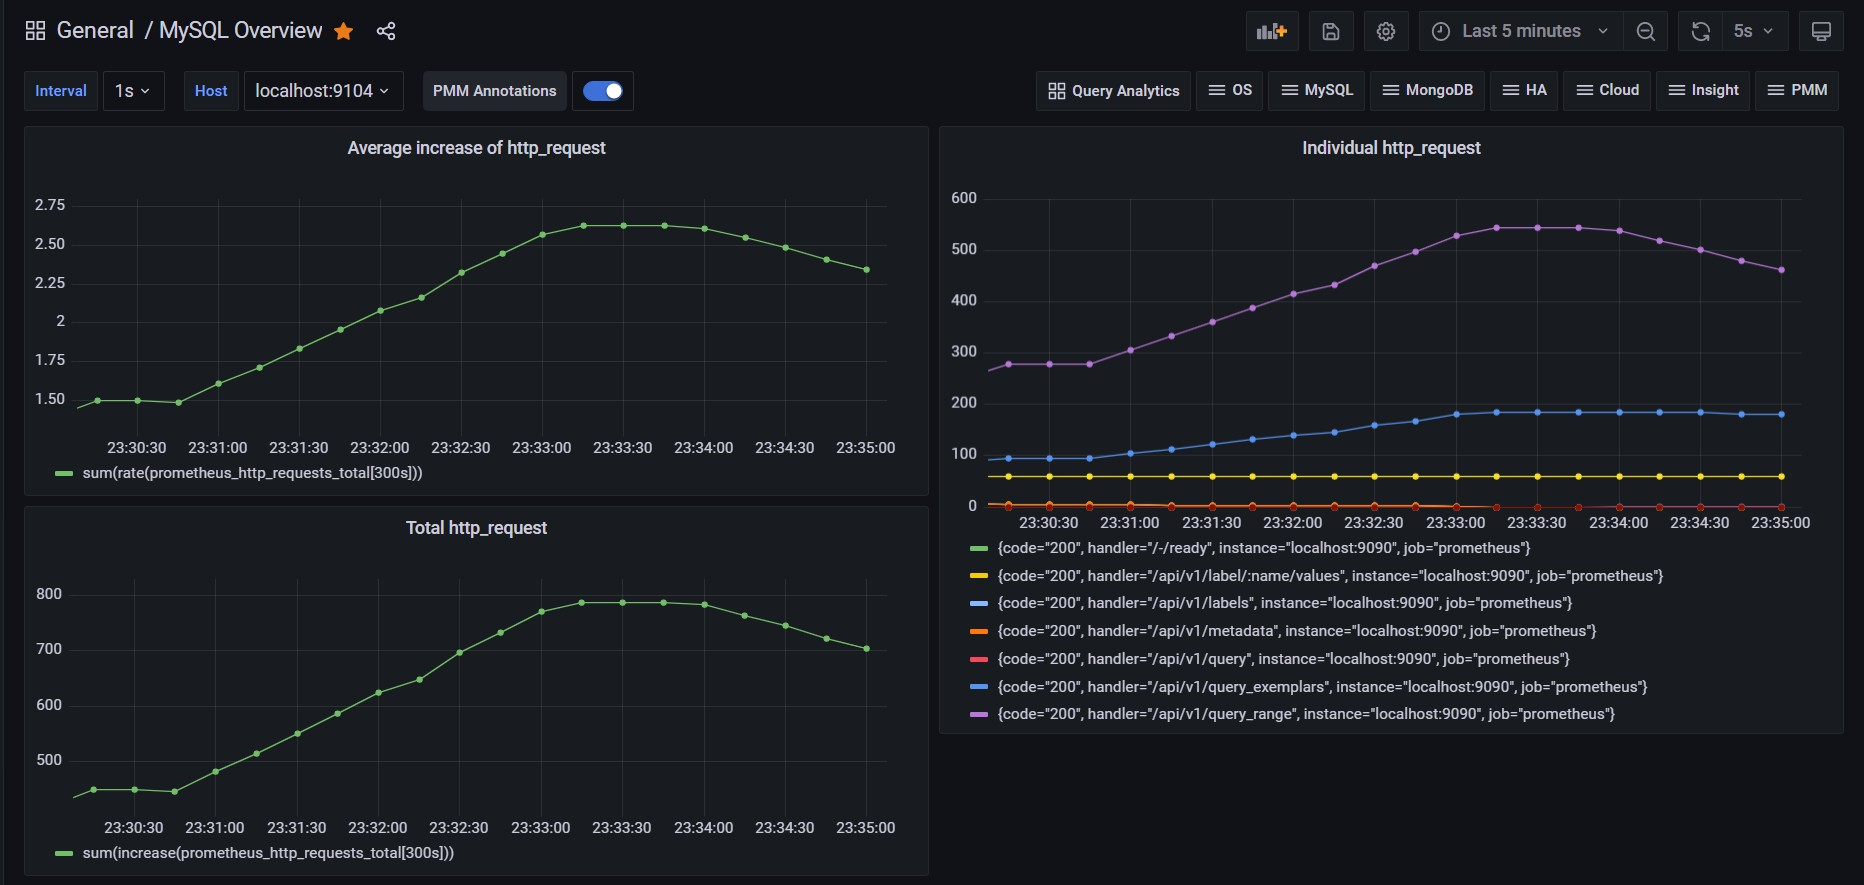 General / MySQL Overview
Last 5 minutes
5s
Interval 1s Host localhost:9104 PMM Annotations
Query Analytics OS MySQL MongoDB HA Cloud Insight PMM
Average increase of http_request
2.75
2.50
2.25
2
1.75
1.50
23:30:30 23:31:00 23:31:30 23:32:00 23:32:30 23:33:00 23:33:30 23:34:00 23:34:30 23:35:00
sum(rate(prometheus_http_requests_total[300s]))
Individual http_request
600
500
400
300
200
100
0
23:30:30 23:31:00 23:31:30 23:32:00 23:32:30 23:33:00 23:33:30 23:34:00 23:34:30 23:35:00
{code="200", handler="/-/ready", instance="localhost:9090", job="prometheus"}
{code="200", handler="/api/v1/label/:name/values", instance="localhost:9090", job="prometheus"}
{code="200", handler="/api/v1/labels", instance="localhost:9090", job="prometheus"}
{code="200", handler="/api/v1/metadata", instance="localhost:9090", job="prometheus"}
{code="200", handler="/api/v1/query", instance="localhost:9090", job="prometheus"}
{code="200", handler="/api/v1/query_exemplars", instance="localhost:9090", job="prometheus"}
{code="200", handler="/api/v1/query_range", instance="localhost:9090", job="prometheus"}
Total http_request
800
700
600
500
23:30:30 23:31:00 23:31:30 23:32:00 23:32:30 23:33:00 23:33:30 23:34:00 23:34:30 23:35:00
sum(increase(prometheus_http_requests_total[300s]))